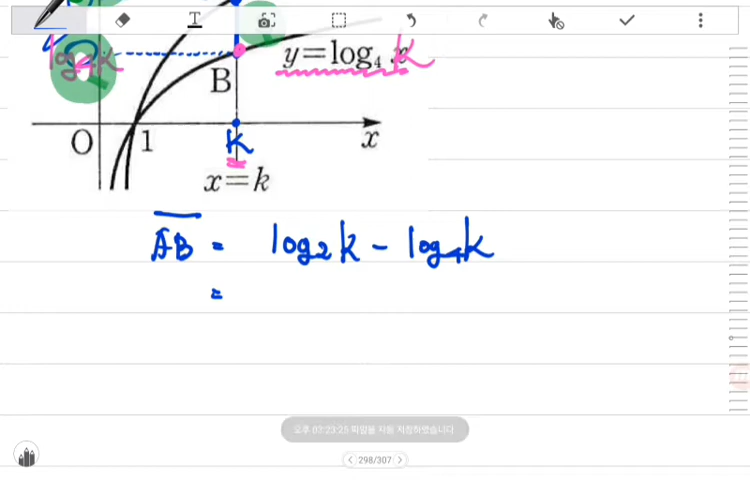 T
log₄k
y=log₄ x k
B
O 1 K x
x=k
AB = log₂k - log₄k
=
오후 03:23:25 파일을 자동 저장하였습니다
298/307